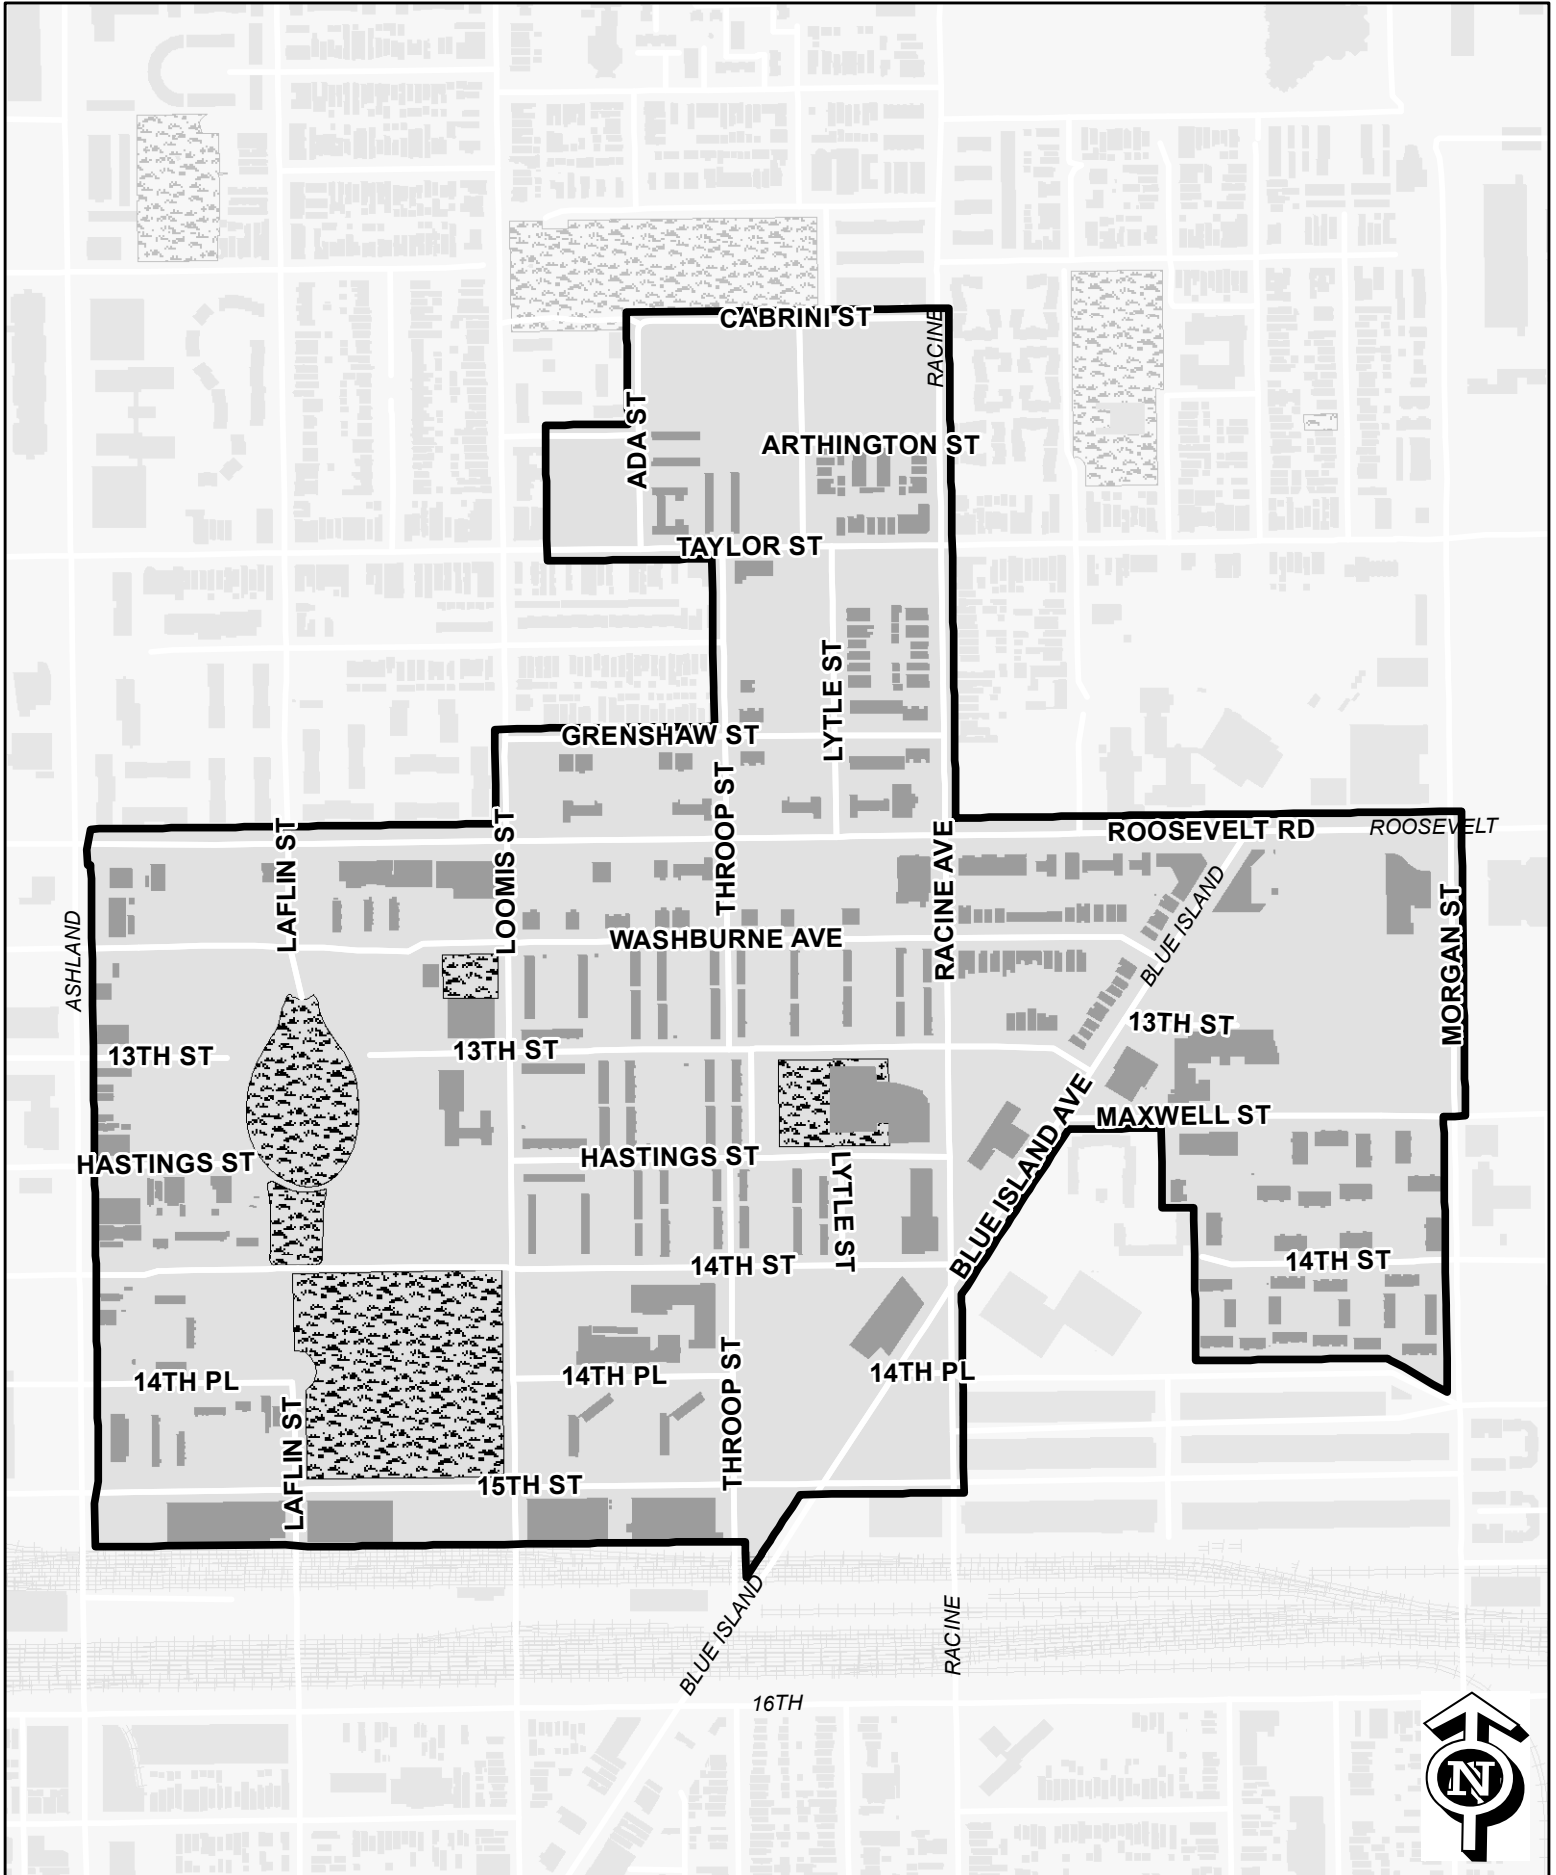 CABRINI ST
RACINE
ADA ST
ARTHINGTON ST
TAYLOR ST
LYTLE ST
GRENSHAW ST
THROOP ST
LAFLIN ST
LOOMIS ST
RACINE AVE
ROOSEVELT RD
ROOSEVELT
BLUE ISLAND
MORGAN ST
ASHLAND
WASHBURNE AVE
13TH ST
13TH ST
13TH ST
BLUE ISLAND AVE
MAXWELL ST
HASTINGS ST
HASTINGS ST
LYTLE ST
14TH ST
14TH ST
14TH PL
14TH PL
14TH PL
THROOP ST
LAFLIN ST
15TH ST
BLUE ISLAND
RACINE
16TH
N